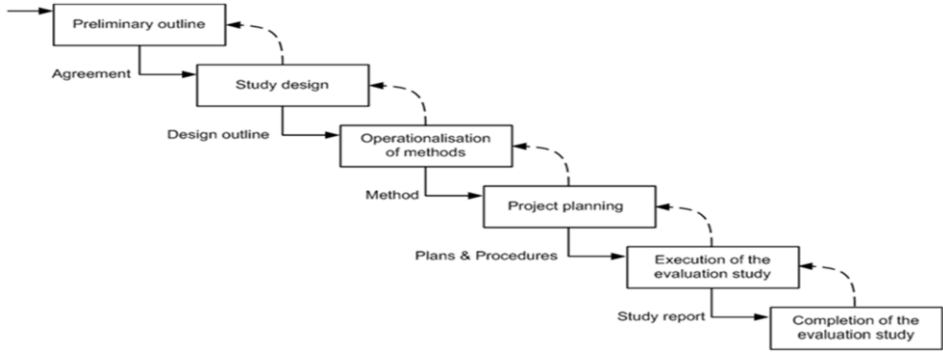 Preliminary outline
Agreement
Study design
Design outline
Operationalisation
of methods
Method
Project planning
Plans & Procedures
Execution of the
evaluation study
Study report
Completion of the
evaluation study